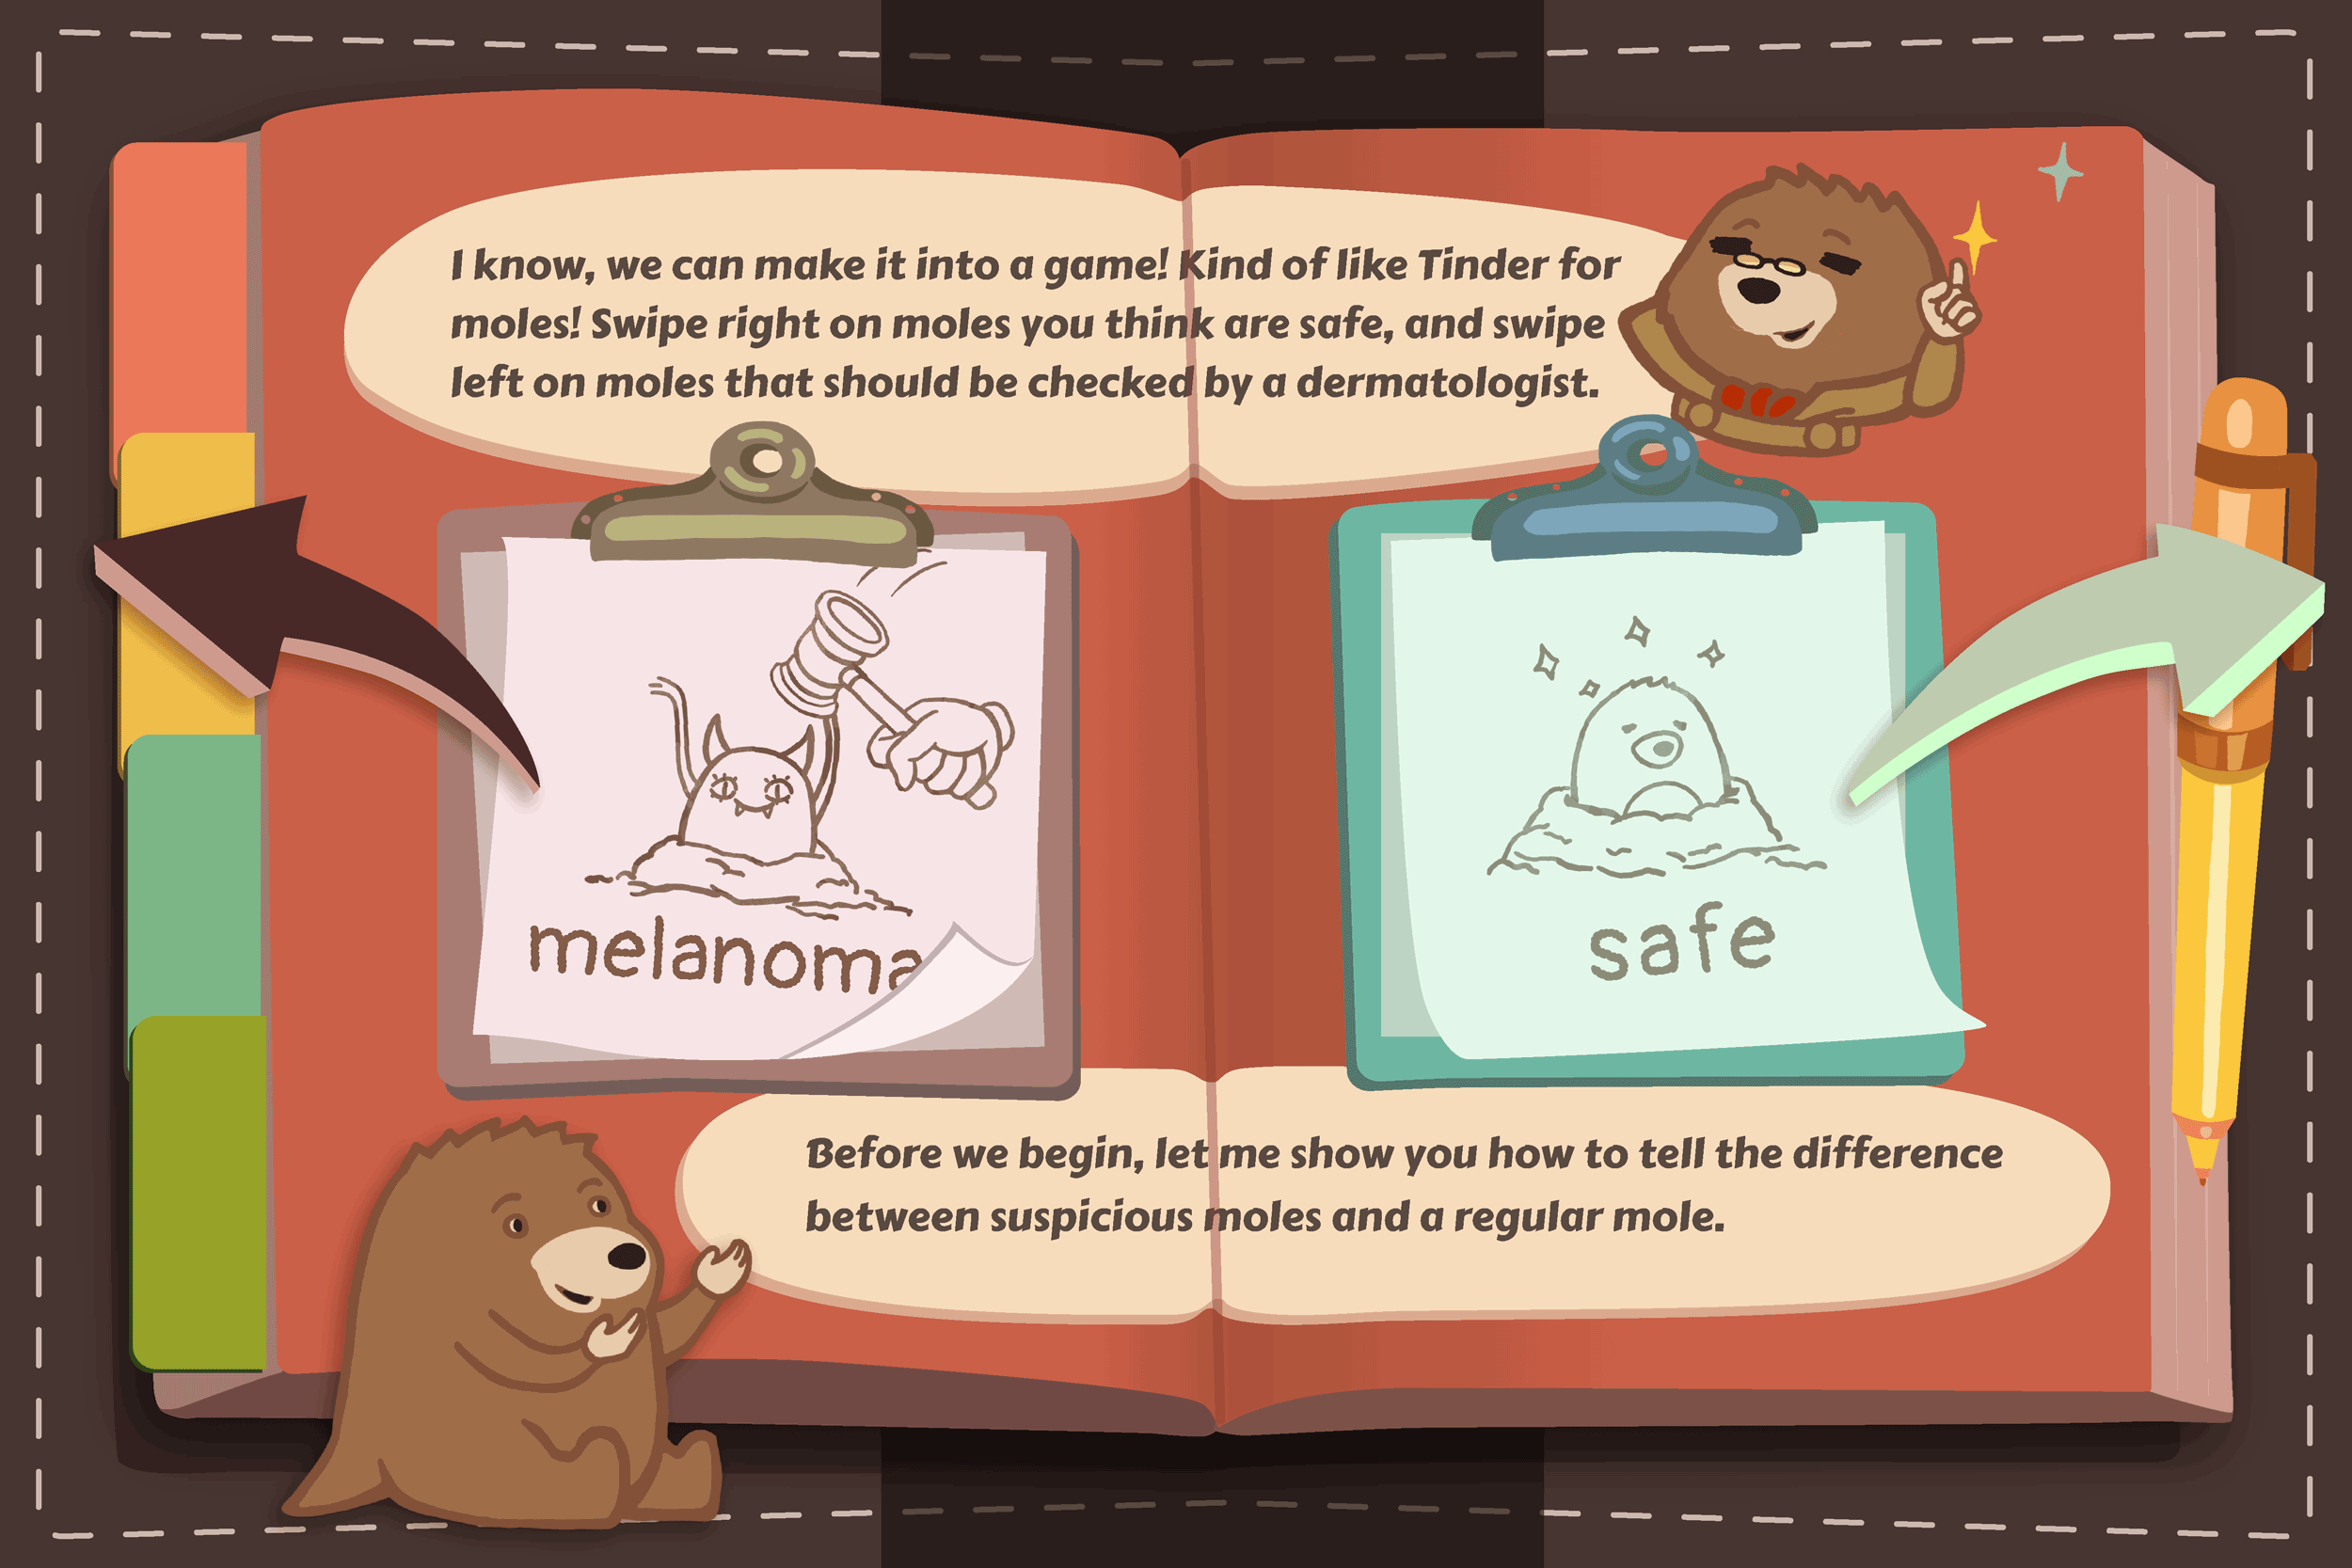 I know, we can make it into a game! Kind of like Tinder for
moles! Swipe right on moles you think are safe, and swipe
left on moles that should be checked by a dermatologist.
melanoma
safe
Before we begin, let me show you how to tell the difference
between suspicious moles and a regular mole.